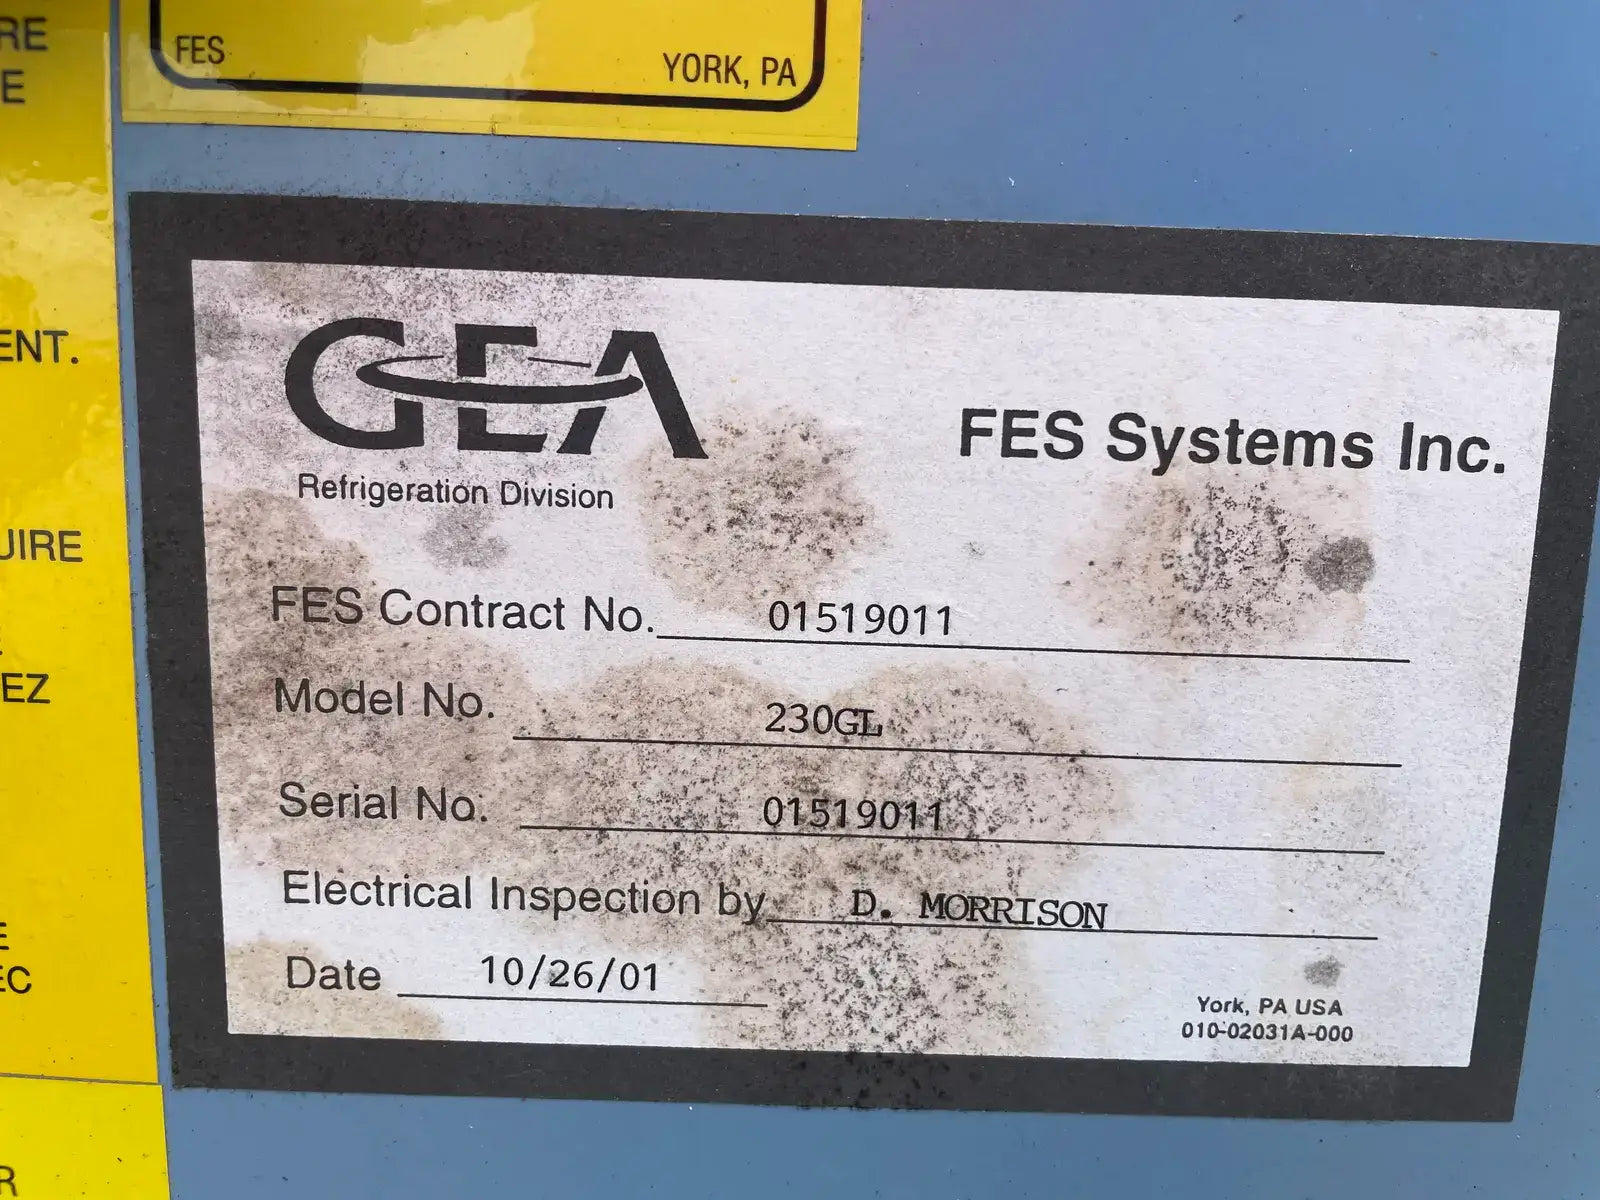 RE
E
FES
YORK, PA
ENT.
UIRE
EZ
E
EC
R
GEA
Refrigeration Division
FES Systems Inc.
FES Contract No. 01519011
Model No. 230GL
Serial No. 01519011
Electrical Inspection by D. MORRISON
Date 10/26/01
York, PA USA
010-02031A-000